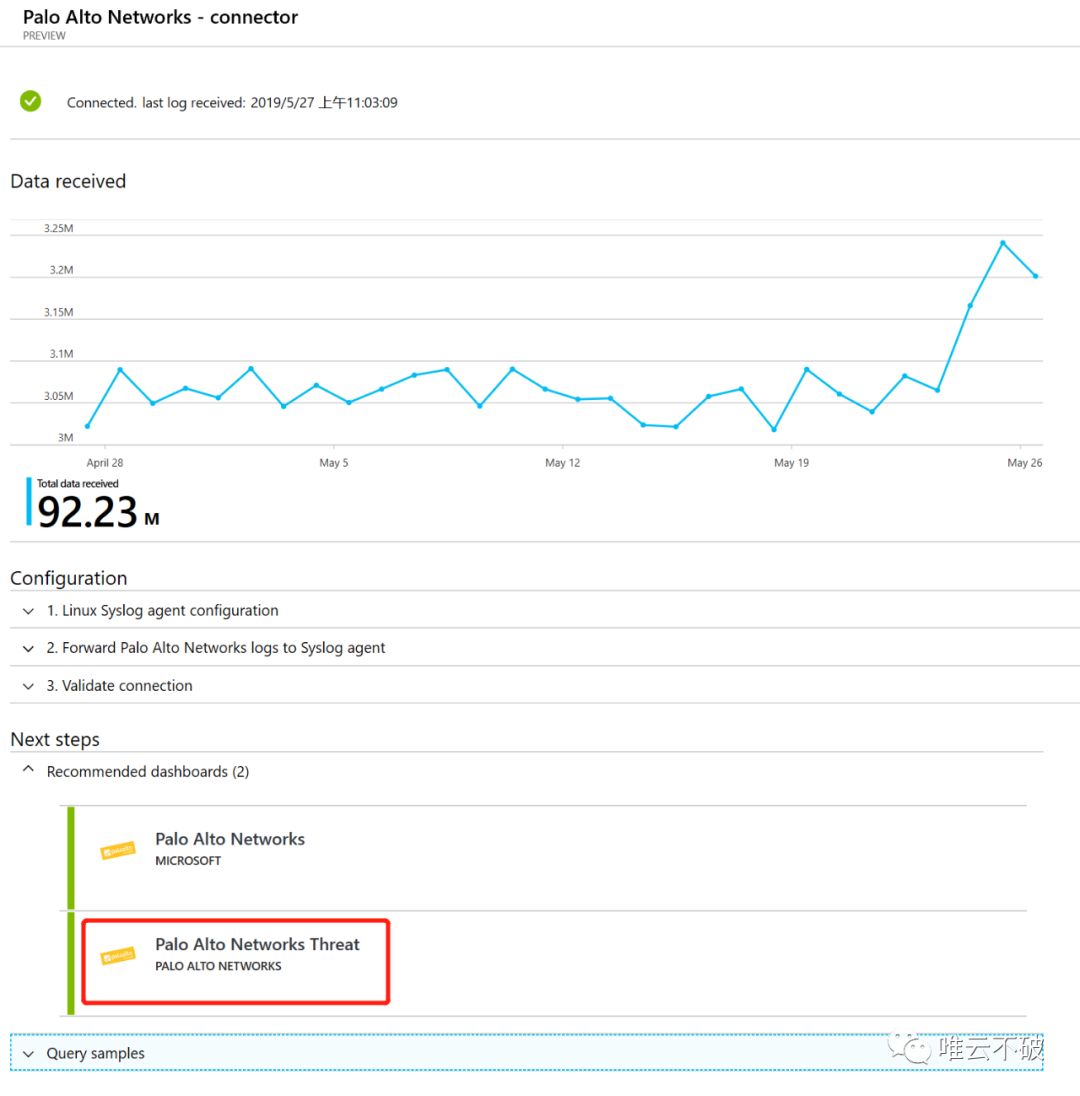 Palo Alto Networks - connector
PREVIEW
Connected. last log received: 2019/5/27 上午11:03:09
Data received
3.25M
3.2M
3.15M
3.1M
3.05M
3M
April 28
May 5
May 12
May 19
May 26
Total data received
92.23 M
Configuration
1. Linux Syslog agent configuration
2. Forward Palo Alto Networks logs to Syslog agent
3. Validate connection
Next steps
Recommended dashboards (2)
Palo Alto Networks
MICROSOFT
Palo Alto Networks Threat
PALO ALTO NETWORKS
Query samples
唯云不破